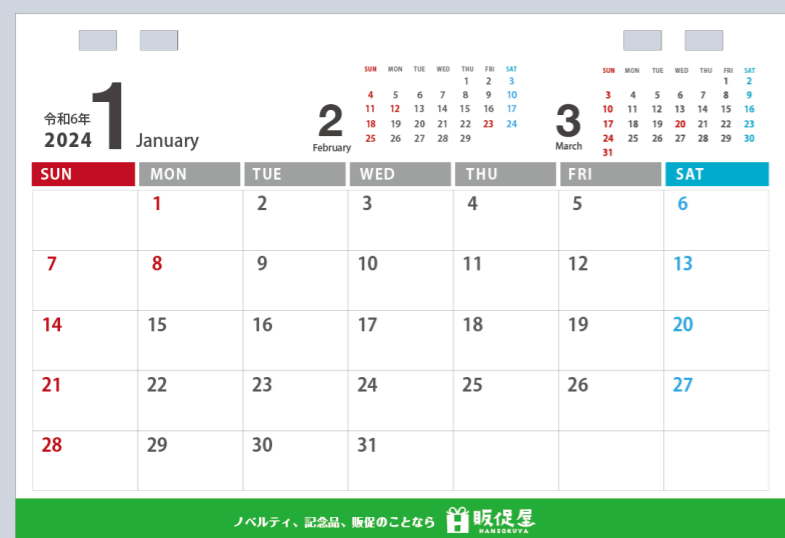 令和6年
2024
1
January
2
February
SUN MON TUE WED THU FRI SAT
1 2 3
4 5 6 7 8 9 10
11 12 13 14 15 16 17
18 19 20 21 22 23 24
25 26 27 28 29
3
March
SUN MON TUE WED THU FRI SAT
1 2
3 4 5 6 7 8 9
10 11 12 13 14 15 16
17 18 19 20 21 22 23
24 25 26 27 28 29 30
31
SUN MON TUE WED THU FRI SAT
1 2 3 4 5 6
7 8 9 10 11 12 13
14 15 16 17 18 19 20
21 22 23 24 25 26 27
28 29 30 31
ノベルティ、記念品、販促のことなら 販促屋
HANSOKUYA